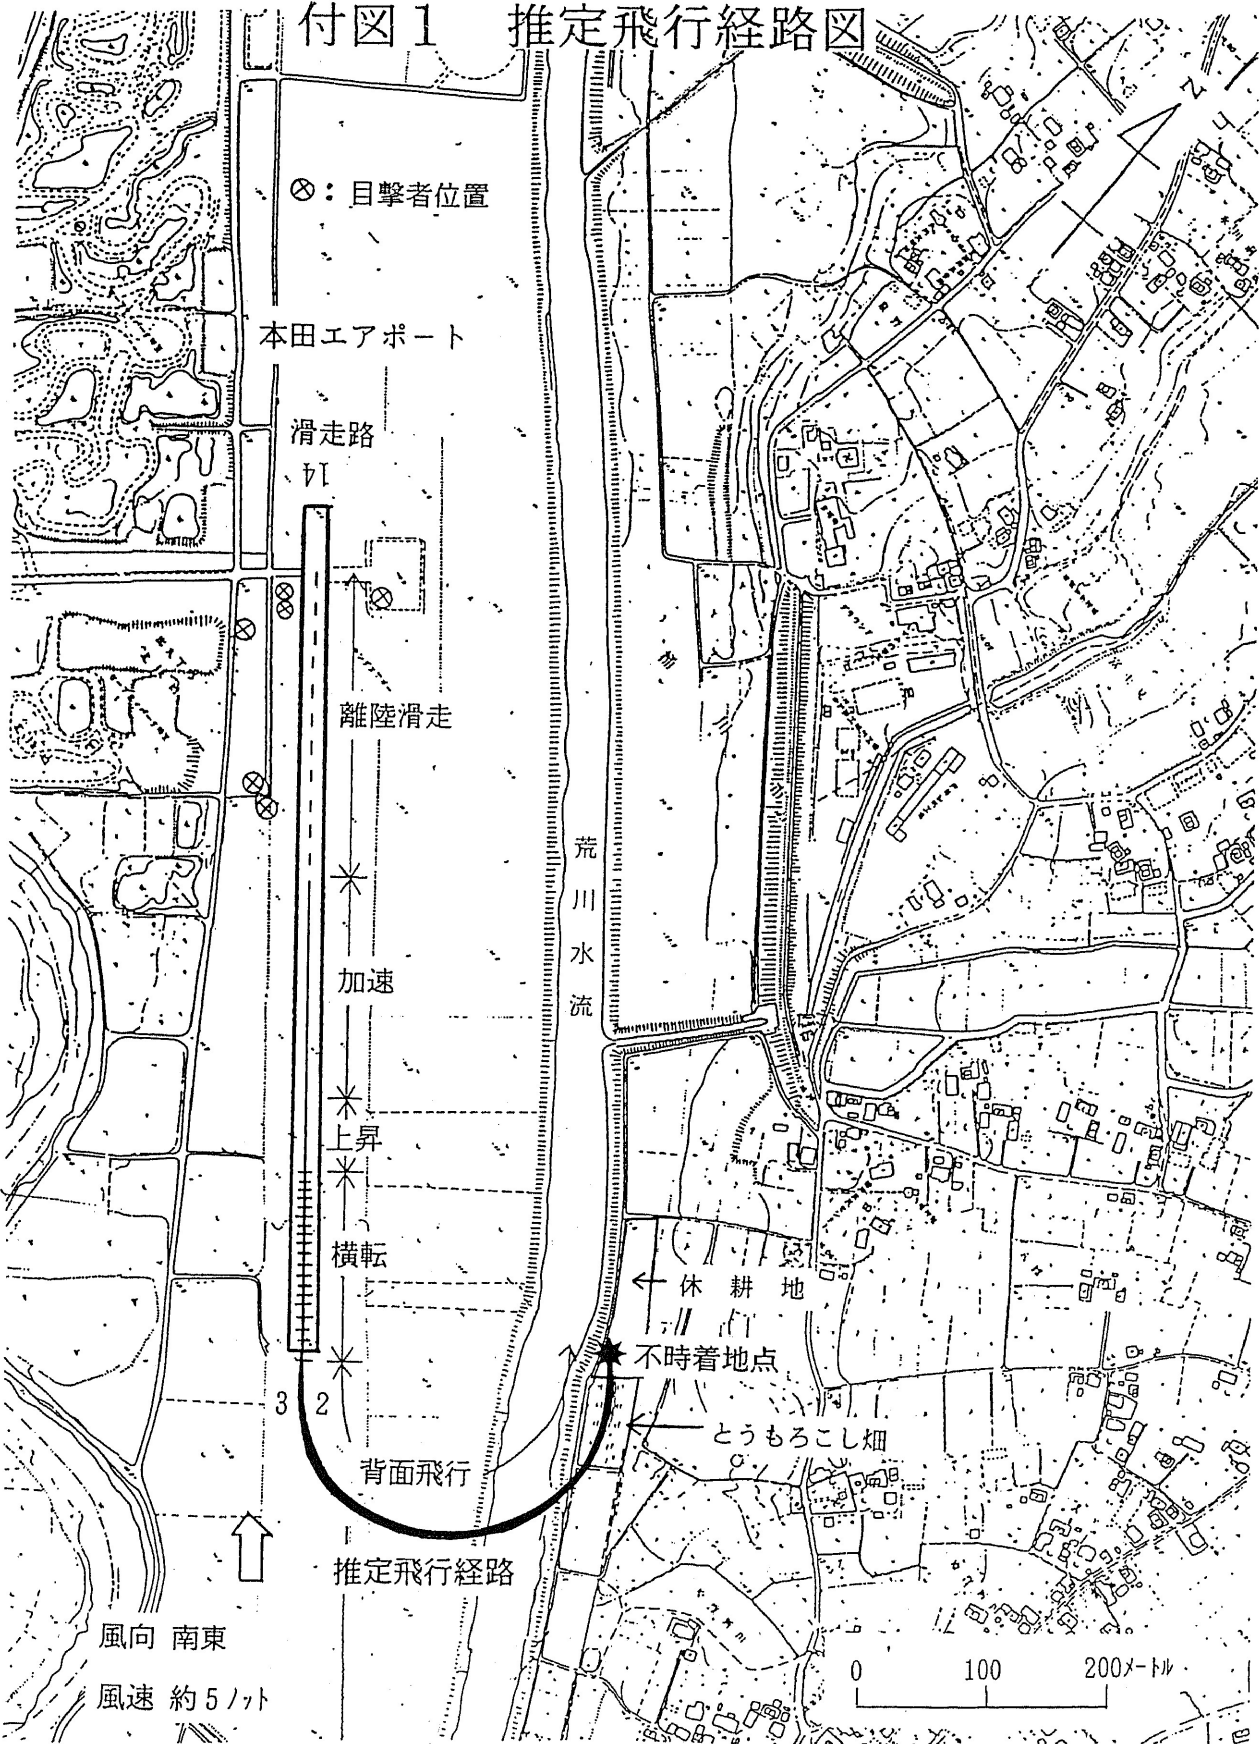 付図1 推定飛行経路図
N
⊗：目撃者位置
本田エアポート
滑走路
14
離陸滑走
荒川水流
加速
上昇
横転
← 休耕地
不時着地点
32
← とうもろこし畑
背面飛行
推定飛行経路
風向 南東
風速 約5ノット
0 100 200メートル